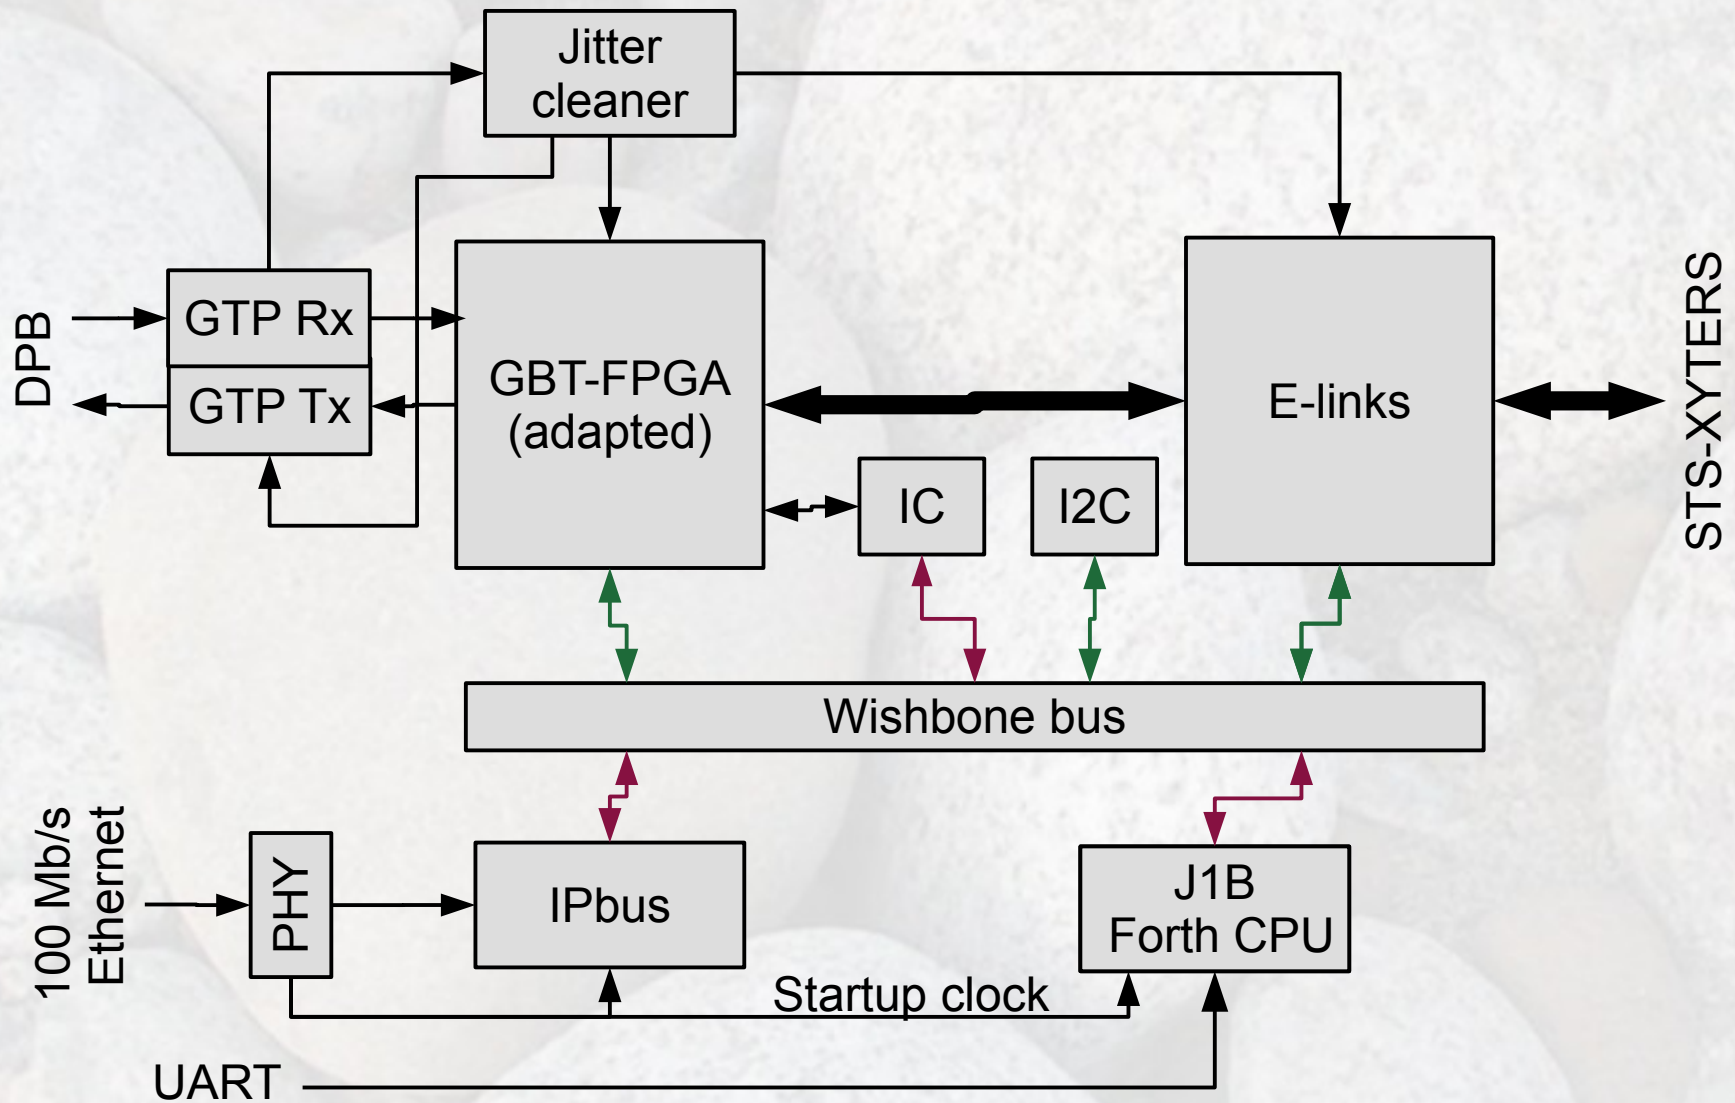 Jitter
cleaner
DPB
GTP Rx
GTP Tx
GBT-FPGA
(adapted)
E-links
STS-XYTERS
IC
I2C
Wishbone bus
100 Mb/s
Ethernet
PHY
IPbus
J1B
Forth CPU
Startup clock
UART